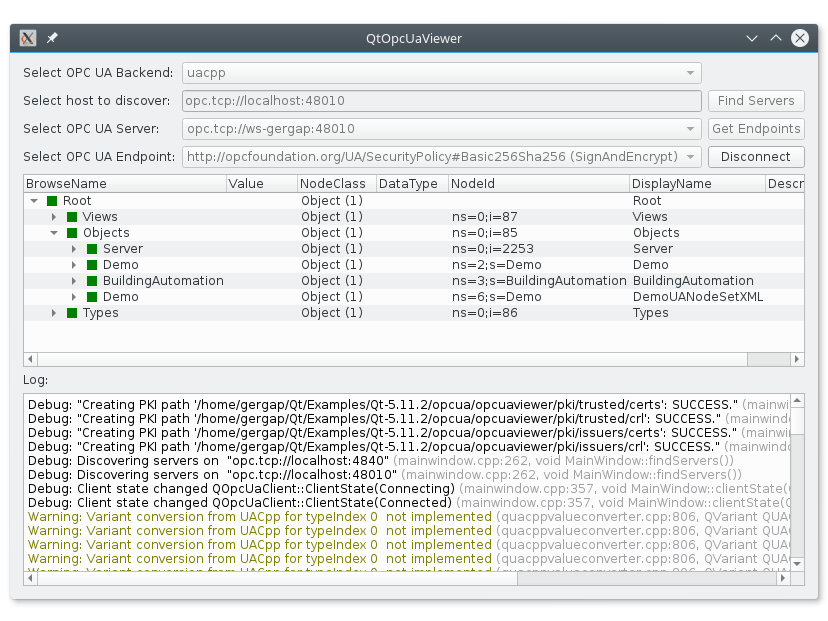 QtOpcUaViewer
Select OPC UA Backend: uacpp
Select host to discover: opc.tcp://localhost:48010 Find Servers
Select OPC UA Server: opc.tcp://ws-gergap:48010 Get Endpoints
Select OPC UA Endpoint: http://opcfoundation.org/UA/SecurityPolicy#Basic256Sha256 (SignAndEncrypt) Disconnect
BrowseName Value NodeClass DataType NodeId DisplayName Descr
Root Object (1) Root
Views Object (1) ns=0;i=87 Views
Objects Object (1) ns=0;i=85 Objects
Server Object (1) ns=0;i=2253 Server
Demo Object (1) ns=2;s=Demo Demo
BuildingAutomation Object (1) ns=3;s=BuildingAutomation BuildingAutomation
Demo Object (1) ns=6;s=Demo DemoUANodeSetXML
Types Object (1) ns=0;i=86 Types
Log:
Debug: "Creating PKI path '/home/gergap/Qt/Examples/Qt-5.11.2/opcua/opcuaviewer/pki/trusted/certs': SUCCESS." (mainwi
Debug: "Creating PKI path '/home/gergap/Qt/Examples/Qt-5.11.2/opcua/opcuaviewer/pki/trusted/crl': SUCCESS." (mainwind
Debug: "Creating PKI path '/home/gergap/Qt/Examples/Qt-5.11.2/opcua/opcuaviewer/pki/issuers/certs': SUCCESS." (mainwi
Debug: "Creating PKI path '/home/gergap/Qt/Examples/Qt-5.11.2/opcua/opcuaviewer/pki/issuers/crl': SUCCESS." (mainwind
Debug: Discovering servers on "opc.tcp://localhost:4840" (mainwindow.cpp:262, void MainWindow::findServers())
Debug: Discovering servers on "opc.tcp://localhost:48010" (mainwindow.cpp:262, void MainWindow::findServers())
Debug: Client state changed QOpcUaClient::ClientState(Connecting) (mainwindow.cpp:357, void MainWindow::clientState(
Debug: Client state changed QOpcUaClient::ClientState(Connected) (mainwindow.cpp:357, void MainWindow::clientState(Q
Warning: Variant conversion from UACpp for typeIndex 0 not implemented (quacppvalueconverter.cpp:806, QVariant QUA
Warning: Variant conversion from UACpp for typeIndex 0 not implemented (quacppvalueconverter.cpp:806, QVariant QUA
Warning: Variant conversion from UACpp for typeIndex 0 not implemented (quacppvalueconverter.cpp:806, QVariant QUA
Warning: Variant conversion from UACpp for typeIndex 0 not implemented (quacppvalueconverter.cpp:806, QVariant QUA
Warning: Variant conversion from UACpp for typeIndex 0 not implemented (quacppvalueconverter.cpp:806, QVariant QUA